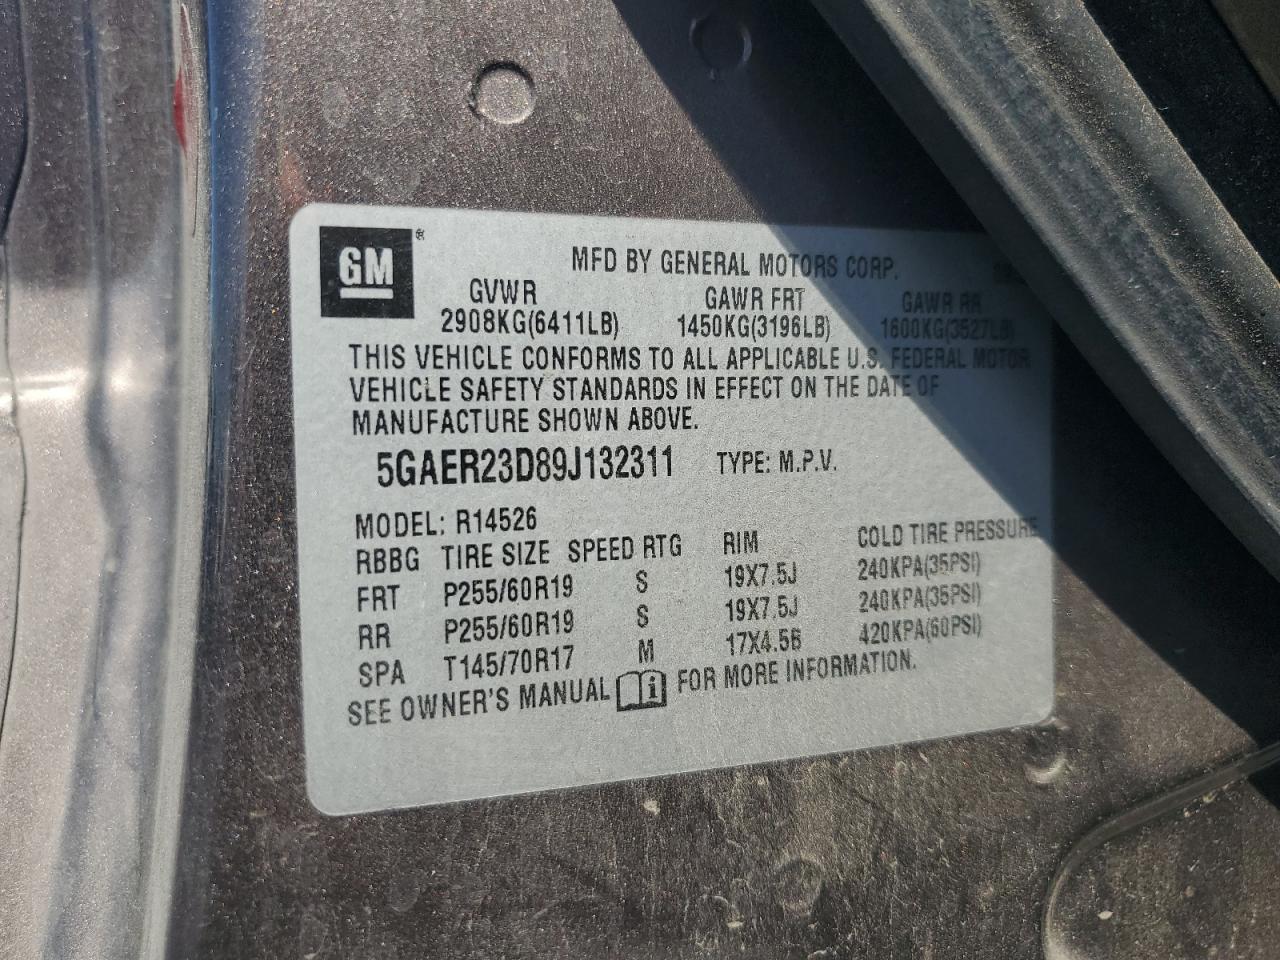 GM ® MFD BY GENERAL MOTORS CORP.
GVWR GAWR FRT GAWR RR
2908KG(6411LB) 1450KG(3196LB) 1600KG(3527LB)
THIS VEHICLE CONFORMS TO ALL APPLICABLE U.S. FEDERAL MOTOR
VEHICLE SAFETY STANDARDS IN EFFECT ON THE DATE OF
MANUFACTURE SHOWN ABOVE.
5GAER23D89J132311 TYPE: M.P.V.
MODEL: R14526
RBBG TIRE SIZE SPEED RTG RIM COLD TIRE PRESSURE
FRT P255/60R19 S 19X7.5J 240KPA(35PSI)
RR P255/60R19 S 19X7.5J 240KPA(35PSI)
SPA T145/70R17 M 17X4.5B 420KPA(60PSI)
SEE OWNER'S MANUAL FOR MORE INFORMATION.